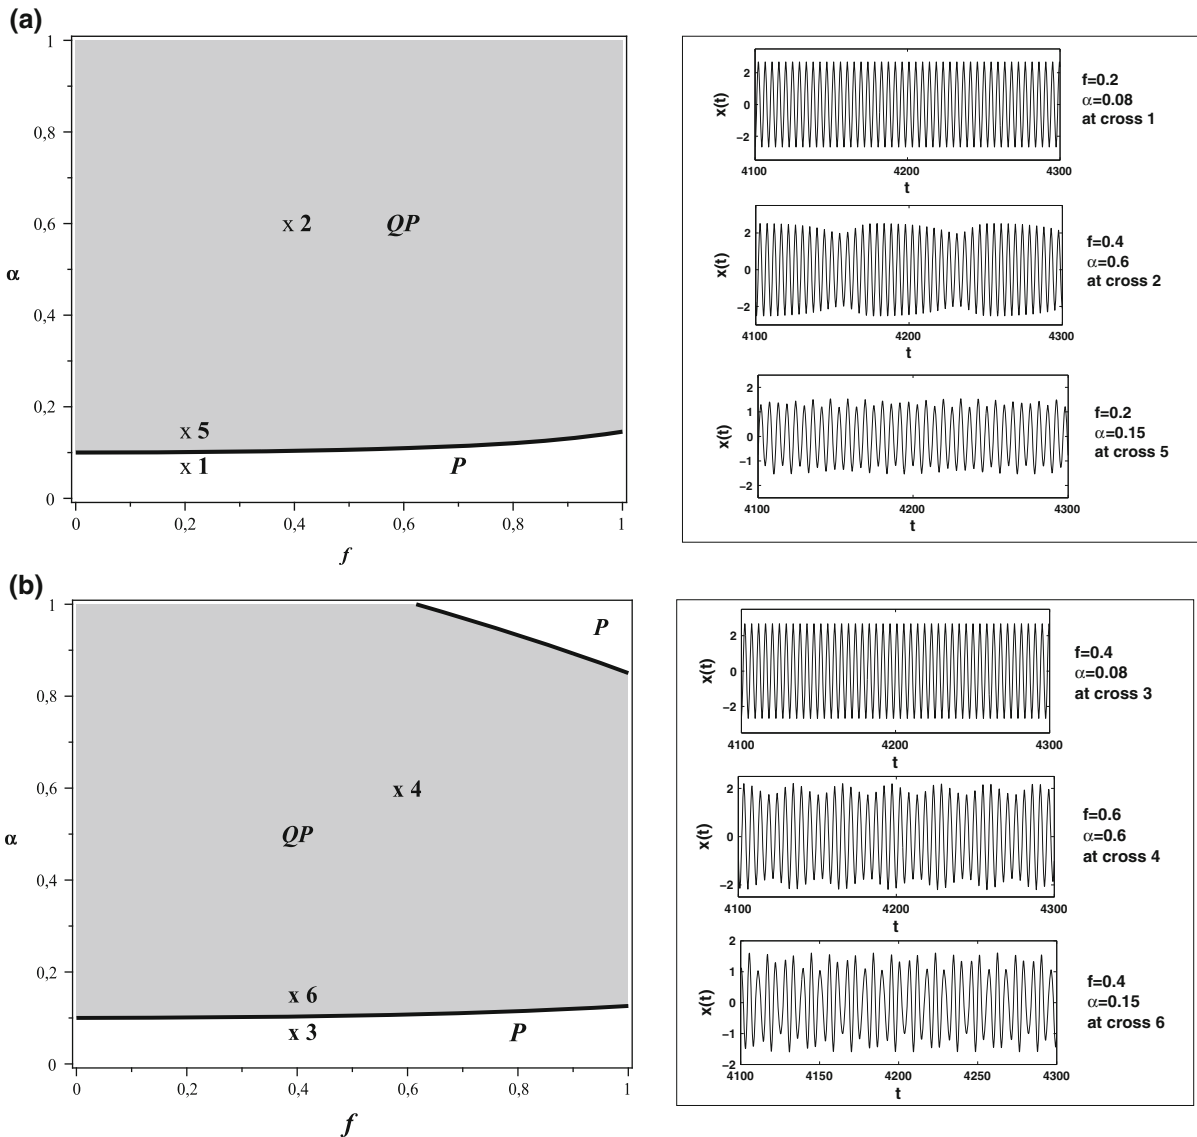 (a)
1
0,8
0,6
α
0,4
0,2
0
0
0,2
0,4
0,6
0,8
1
f
x 2
QP
x 5
x 1
P
2
0
−2
x(t)
4100
4200
4300
t
f=0.2
α=0.08
at cross 1
2
0
−2
x(t)
4100
4200
4300
t
f=0.4
α=0.6
at cross 2
2
1
0
−1
−2
x(t)
4100
4200
4300
t
f=0.2
α=0.15
at cross 5
(b)
1
0,8
0,6
α
0,4
0,2
0
0
0,2
0,4
0,6
0,8
1
f
P
x 4
QP
x 6
x 3
P
2
0
−2
x(t)
4100
4200
4300
t
f=0.4
α=0.08
at cross 3
2
0
−2
x(t)
4100
4200
4300
t
f=0.6
α=0.6
at cross 4
2
1
0
−1
−2
x(t)
4100
4150
4200
4250
4300
t
f=0.4
α=0.15
at cross 6